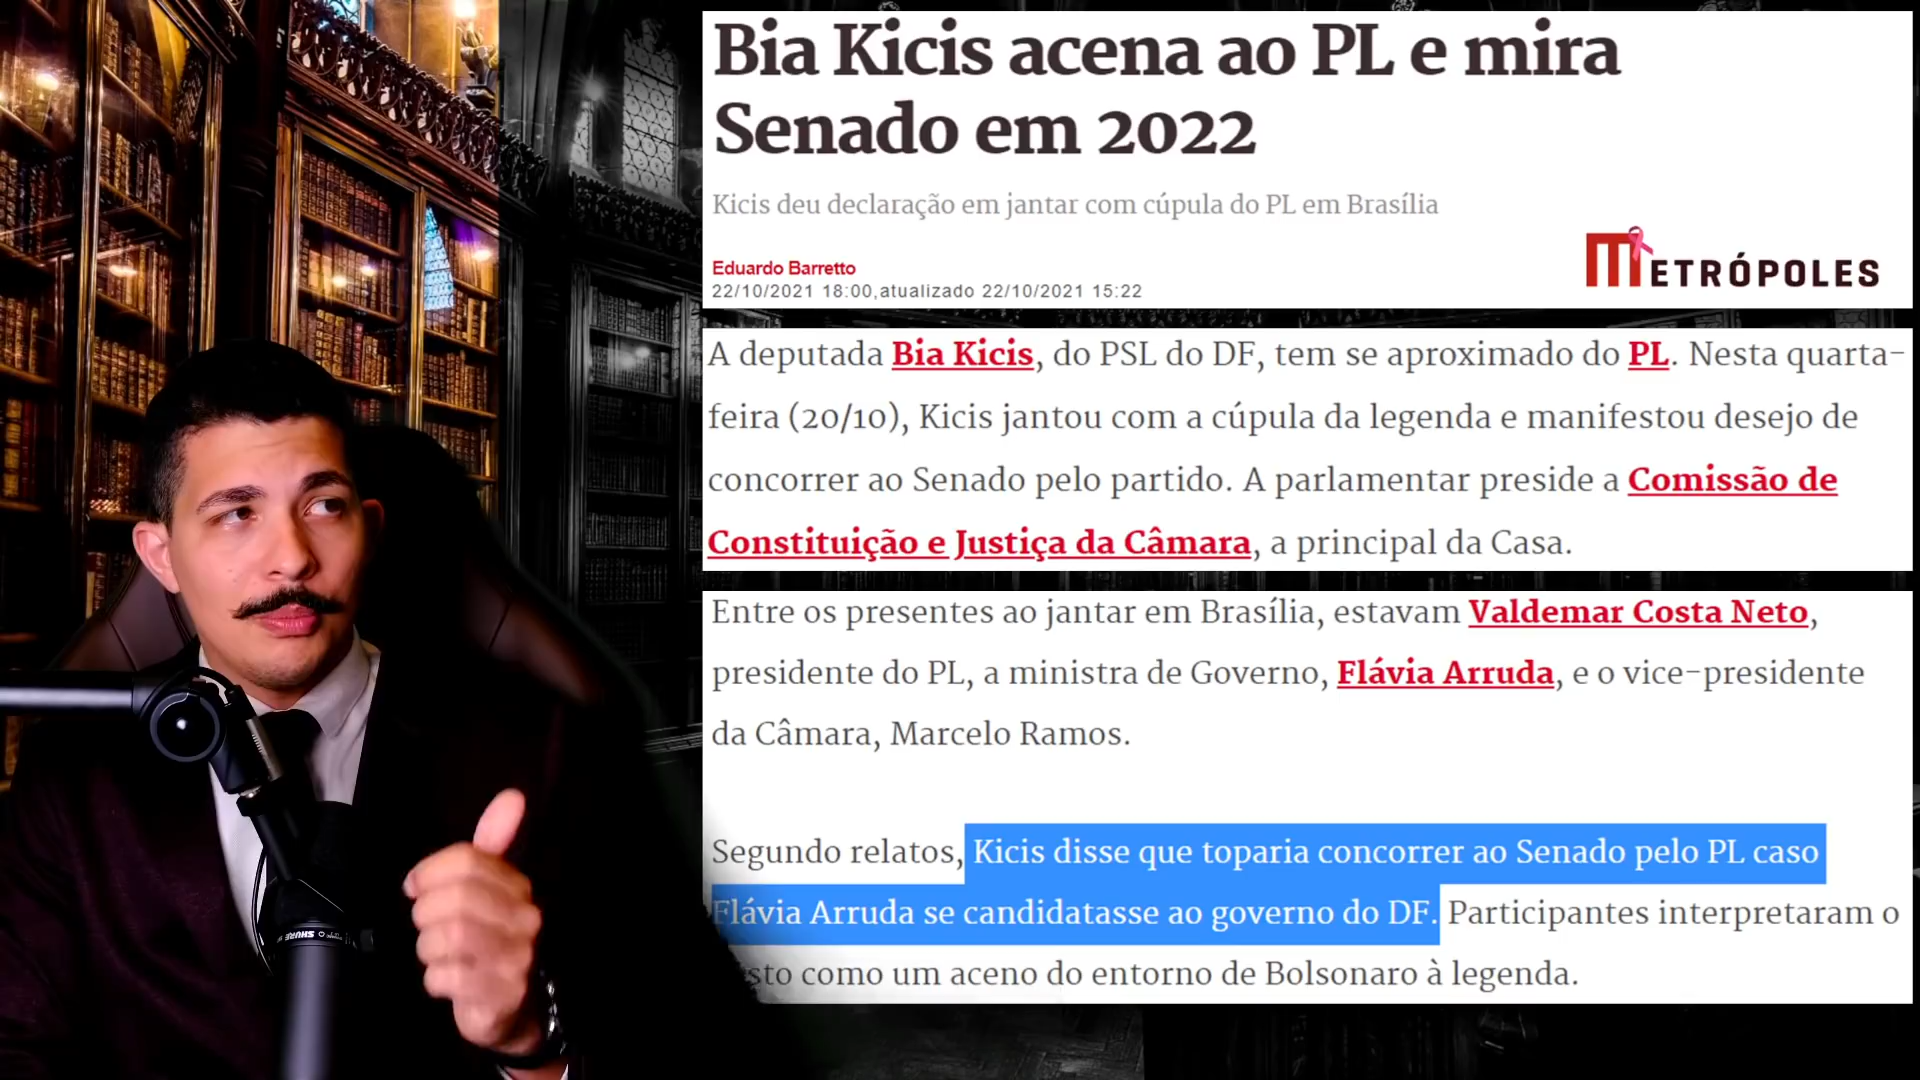 Bia Kicis acena ao PL e mira
Senado em 2022
Kicis deu declaração em jantar com cúpula do PL em Brasília
Eduardo Barretto
22/10/2021 18:00,atualizado 22/10/2021 15:22
METRÓPOLES
A deputada Bia Kicis, do PSL do DF, tem se aproximado do PL. Nesta quarta-
feira (20/10), Kicis jantou com a cúpula da legenda e manifestou desejo de
concorrer ao Senado pelo partido. A parlamentar preside a Comissão de
Constituição e Justiça da Câmara, a principal da Casa.
Entre os presentes ao jantar em Brasília, estavam Valdemar Costa Neto,
presidente do PL, a ministra de Governo, Flávia Arruda, e o vice-presidente
da Câmara, Marcelo Ramos.
Segundo relatos, Kicis disse que toparia concorrer ao Senado pelo PL caso
Flávia Arruda se candidatasse ao governo do DF. Participantes interpretaram o
como um aceno do entorno de Bolsonaro à legenda.
SHURE